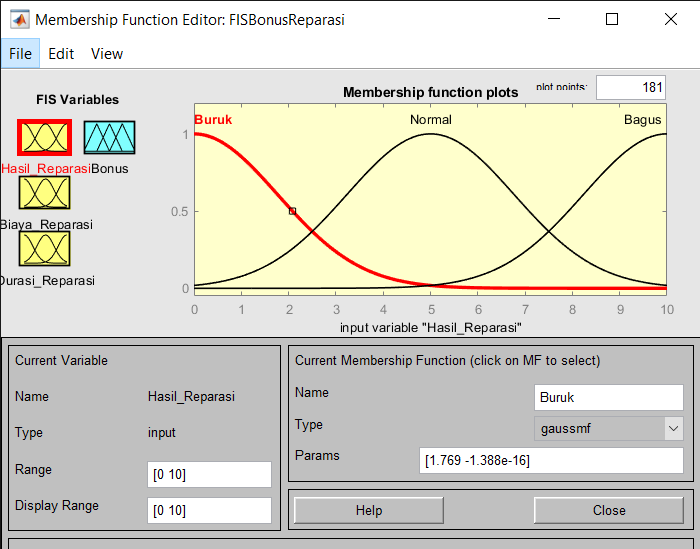 Membership Function Editor: FISBonusReparasi
File Edit View
FIS Variables
Hasil_Reparasi
Bonus
Biaya_Reparasi
Durasi_Reparasi
Membership function plots
plot points:
181
Buruk
Normal
Bagus
1
0.5
0
0 1 2 3 4 5 6 7 8 9 10
input variable "Hasil_Reparasi"
Current Variable
Name Hasil_Reparasi
Type input
Range [0 10]
Display Range [0 10]
Current Membership Function (click on MF to select)
Name Buruk
Type gaussmf
Params [1.769 -1.388e-16]
Help Close